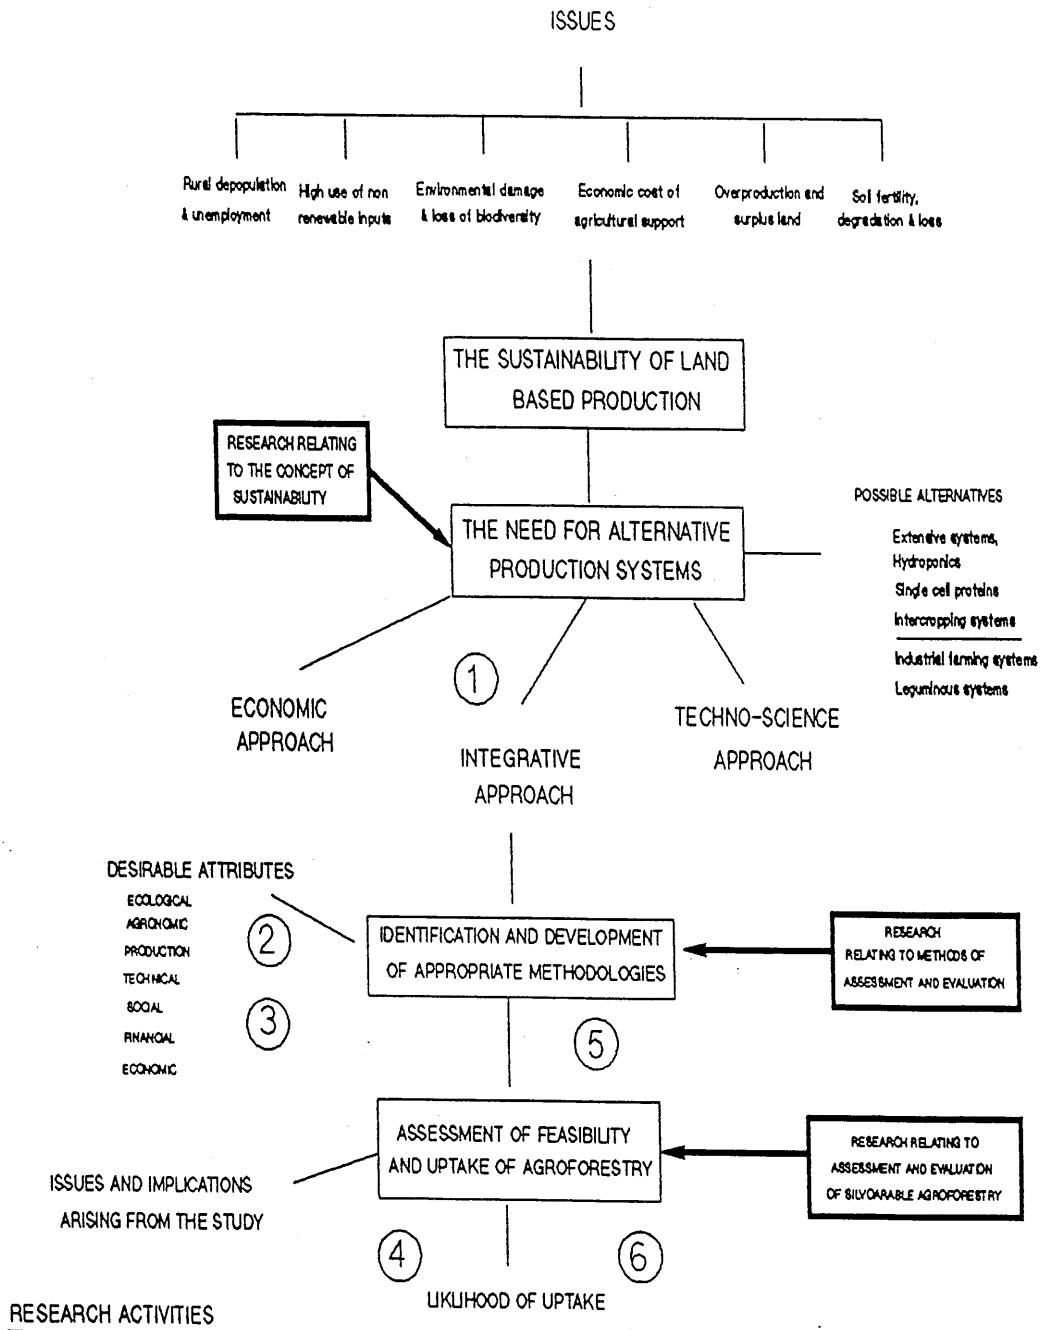 ISSUES
Rural depopulation
& unemployment
High use of non
renewable inputs
Environmental damage
& loss of biodiversity
Economic cost of
agricultural support
Overproduction and
surplus land
Soil fertility,
degradation & loss
THE SUSTAINABILITY OF LAND
BASED PRODUCTION
RESEARCH RELATING
TO THE CONCEPT OF
SUSTAINABILITY
THE NEED FOR ALTERNATIVE
PRODUCTION SYSTEMS
POSSIBLE ALTERNATIVES
Extensive systems,
Hydroponics
Single cell proteins
Intercropping systems
Industrial farming systems
Leguminous systems
1
ECONOMIC
APPROACH
INTEGRATIVE
APPROACH
TECHNO-SCIENCE
APPROACH
DESIRABLE ATTRIBUTES
ECOLOGICAL
AGRONOMIC
PRODUCTION
TECHNICAL
SOCIAL
FINANCIAL
ECONOMIC
2
3
IDENTIFICATION AND DEVELOPMENT
OF APPROPRIATE METHODOLOGIES
RESEARCH
RELATING TO METHODS OF
ASSESSMENT AND EVALUATION
5
ASSESSMENT OF FEASIBILITY
AND UPTAKE OF AGROFORESTRY
RESEARCH RELATING TO
ASSESSMENT AND EVALUATION
OF SILVOARABLE AGROFORESTRY
ISSUES AND IMPLICATIONS
ARISING FROM THE STUDY
4
6
LIKLIHOOD OF UPTAKE
RESEARCH ACTIVITIES